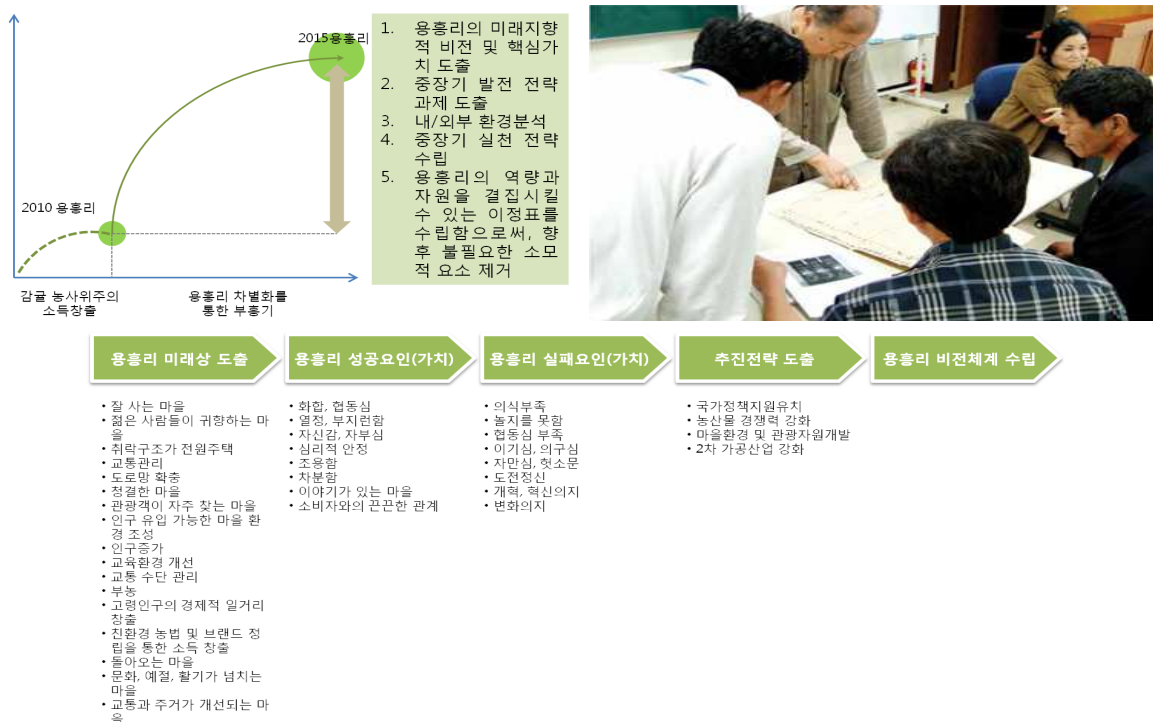 2015용흥리
2010 용흥리
감귤 농사위주의
소득창출
용흥리 차별화를
통한 부흥기
1. 용흥리의 미래지향
적 비전 및 핵심가
치 도출
2. 중장기 발전 전략
과제 도출
3. 내/외부 환경분석
4. 중장기 실천 전략
수립
5. 용흥리의 역량과
자원을 결집시킬
수 있는 이정표를
수립함으로써, 향
후 불필요한 소모
적 요소 제거
용흥리 미래상 도출
• 잘 사는 마을
• 젊은 사람들이 귀향하는 마
을
• 취락구조가 전원주택
• 교통관리
• 도로망 확충
• 청결한 마을
• 관광객이 자주 찾는 마을
• 인구 유입 가능한 마을 환
경 조성
• 인구증가
• 교육환경 개선
• 교통 수단 관리
• 부농
• 고령인구의 경제적 일거리
창출
• 친환경 농법 및 브랜드 정
립을 통한 소득 창출
• 돌아오는 마을
• 문화, 예절, 활기가 넘치는
마을
• 교통과 주거가 개선되는 마
을
용흥리 성공요인(가치)
• 화합, 협동심
• 열정, 부지런함
• 자신감, 자부심
• 심리적 안정
• 조용함
• 차분함
• 이야기가 있는 마을
• 소비자와의 끈끈한 관계
용흥리 실패요인(가치)
• 의식부족
• 놀지를 못함
• 협동심 부족
• 이기심, 의구심
• 자만심, 헛소문
• 도전정신
• 개혁, 혁신의지
• 변화의지
추진전략 도출
• 국가정책지원유치
• 농산물 경쟁력 강화
• 마을환경 및 관광자원개발
• 2차 가공산업 강화
용흥리 비전체계 수립